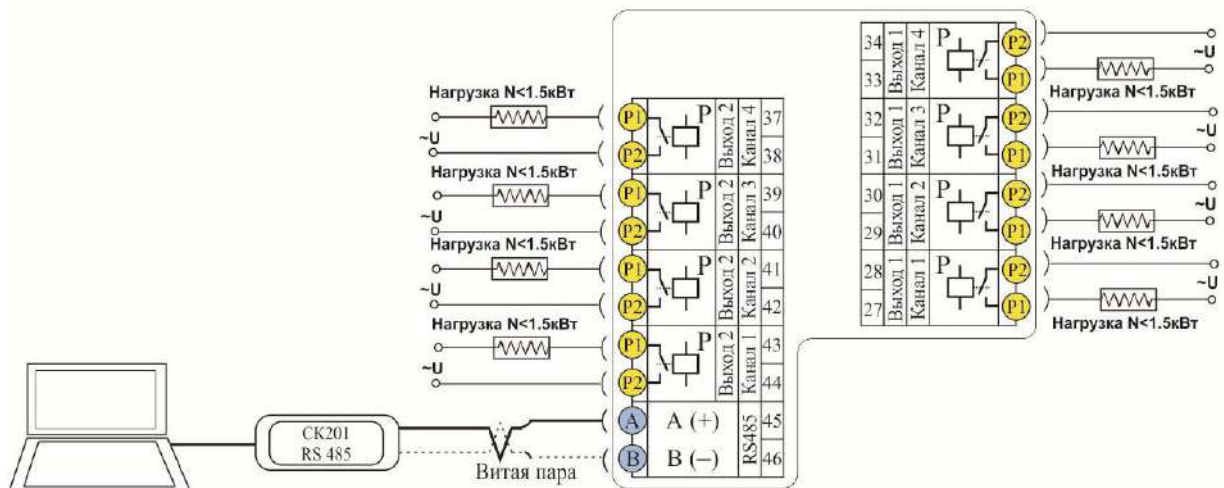 Нагрузка N<1.5кВт
~U
Нагрузка N<1.5кВт
~U
Нагрузка N<1.5кВт
~U
Нагрузка N<1.5кВт
~U
P1
P2
Р
Выход 2
Канал 4
37
38
P1
P2
Р
Выход 2
Канал 3
39
40
P1
P2
Р
Выход 2
Канал 2
41
42
P1
P2
Р
Выход 2
Канал 1
43
44
A
A (+)
45
B
B (–)
46
RS485
СК201
RS 485
Витая пара
34
33
Выход 1
Канал 4
Р
P2
P1
~U
Нагрузка N<1.5кВт
32
31
Выход 1
Канал 3
Р
P2
P1
~U
Нагрузка N<1.5кВт
30
29
Выход 1
Канал 2
Р
P2
P1
~U
Нагрузка N<1.5кВт
28
27
Выход 1
Канал 1
Р
P2
P1
~U
Нагрузка N<1.5кВт